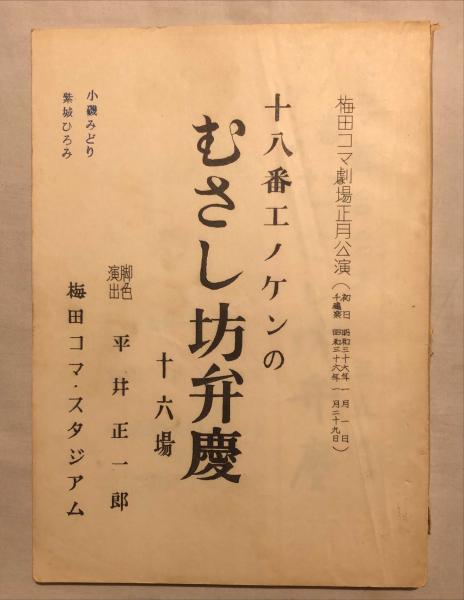 梅田コマ劇場正月公演
（初日 昭和三十六年一月一日
千穐楽 昭和三十六年一月二十九日）
十八番エノケンの
むさし坊弁慶
十六場
脚色
演出
平井正一郎
梅田コマ・スタジアム
小磯みどり
紫城ひろみ